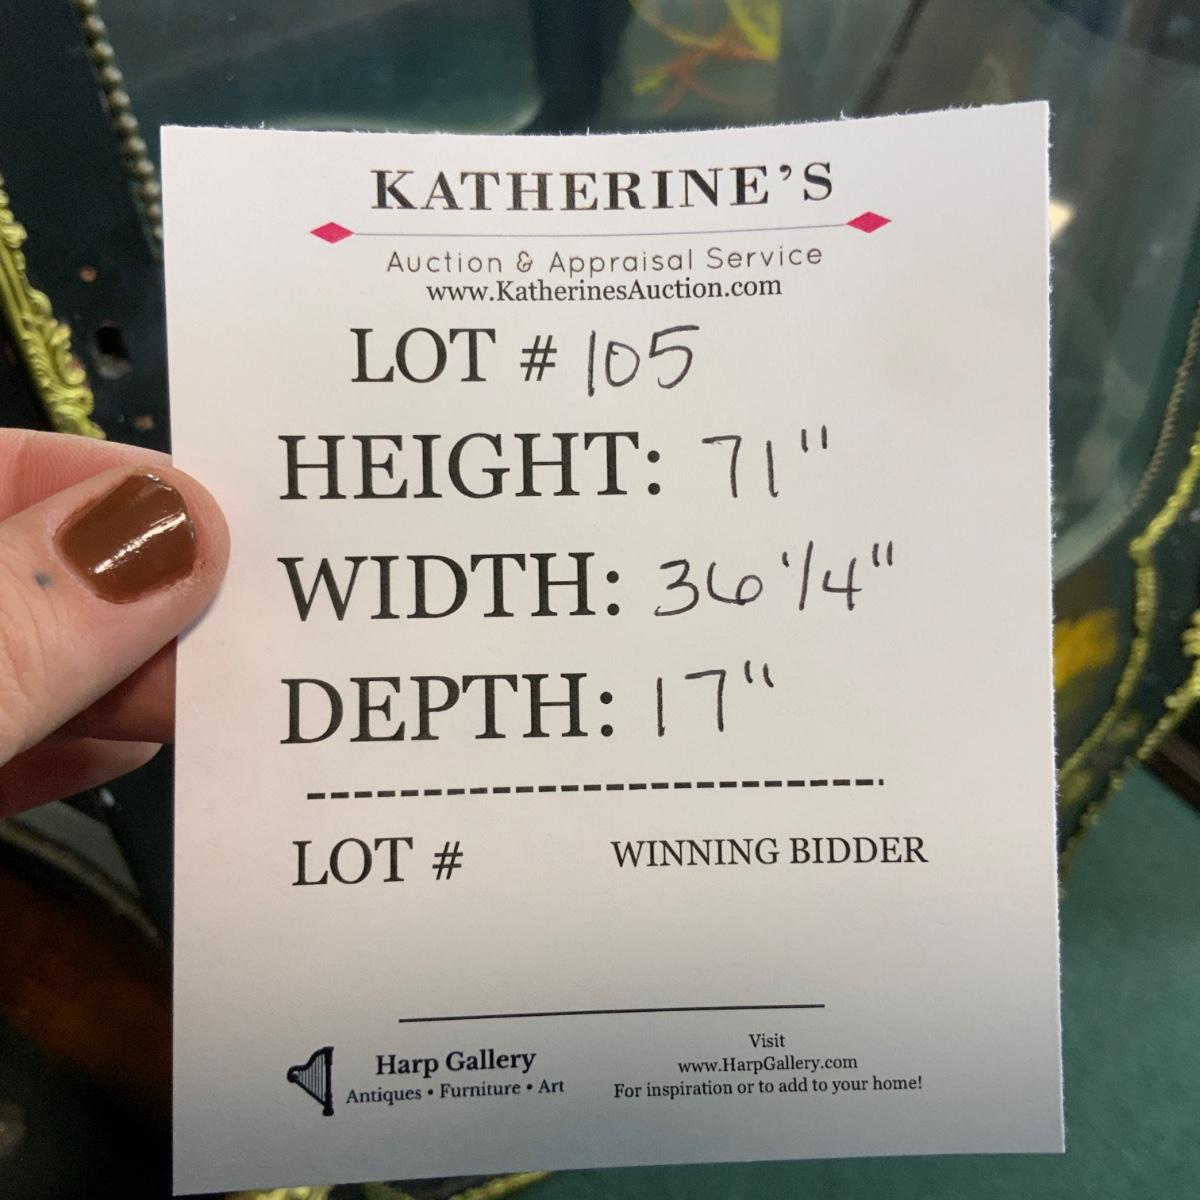 KATHERINE'S
Auction & Appraisal Service
www.KatherinesAuction.com
LOT # 105
HEIGHT: 71"
WIDTH: 36 1/4"
DEPTH: 17"
LOT # WINNING BIDDER
Harp Gallery
Antiques • Furniture • Art
Visit
www.HarpGallery.com
For inspiration or to add to your home!